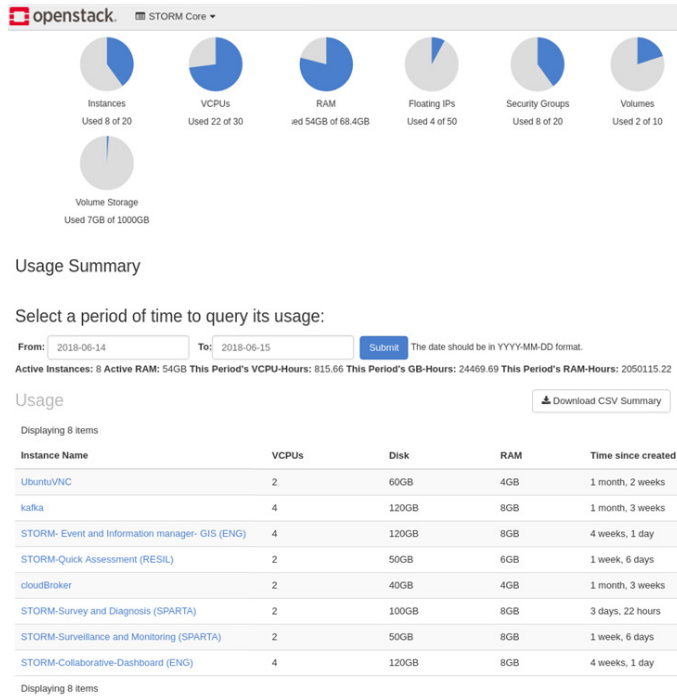 openstack. STORM Core
Instances VCPUs RAM Floating IPs Security Groups Volumes
Used 8 of 20 Used 22 of 30 ed 54GB of 68.4GB Used 4 of 50 Used 8 of 20 Used 2 of 10
Volume Storage
Used 7GB of 1000GB
Usage Summary
Select a period of time to query its usage:
From: 2018-06-14 To: 2018-06-15 Submit The date should be in YYYY-MM-DD format.
Active Instances: 8 Active RAM: 54GB This Period's VCPU-Hours: 815.66 This Period's GB-Hours: 24469.69 This Period's RAM-Hours: 2050115.22
Usage Download CSV Summary
Displaying 8 items
Instance Name VCPUs Disk RAM Time since created
UbuntuVNC 2 60GB 4GB 1 month, 2 weeks
kafka 4 120GB 8GB 1 month, 3 weeks
STORM- Event and Information manager- GIS (ENG) 4 120GB 8GB 4 weeks, 1 day
STORM-Quick Assessment (RESIL) 2 50GB 6GB 1 week, 6 days
cloudBroker 2 40GB 4GB 1 month, 3 weeks
STORM-Survey and Diagnosis (SPARTA) 2 100GB 8GB 3 days, 22 hours
STORM-Surveillance and Monitoring (SPARTA) 2 50GB 8GB 1 week, 6 days
STORM-Collaborative-Dashboard (ENG) 4 120GB 8GB 4 weeks, 1 day
Displaying 8 items